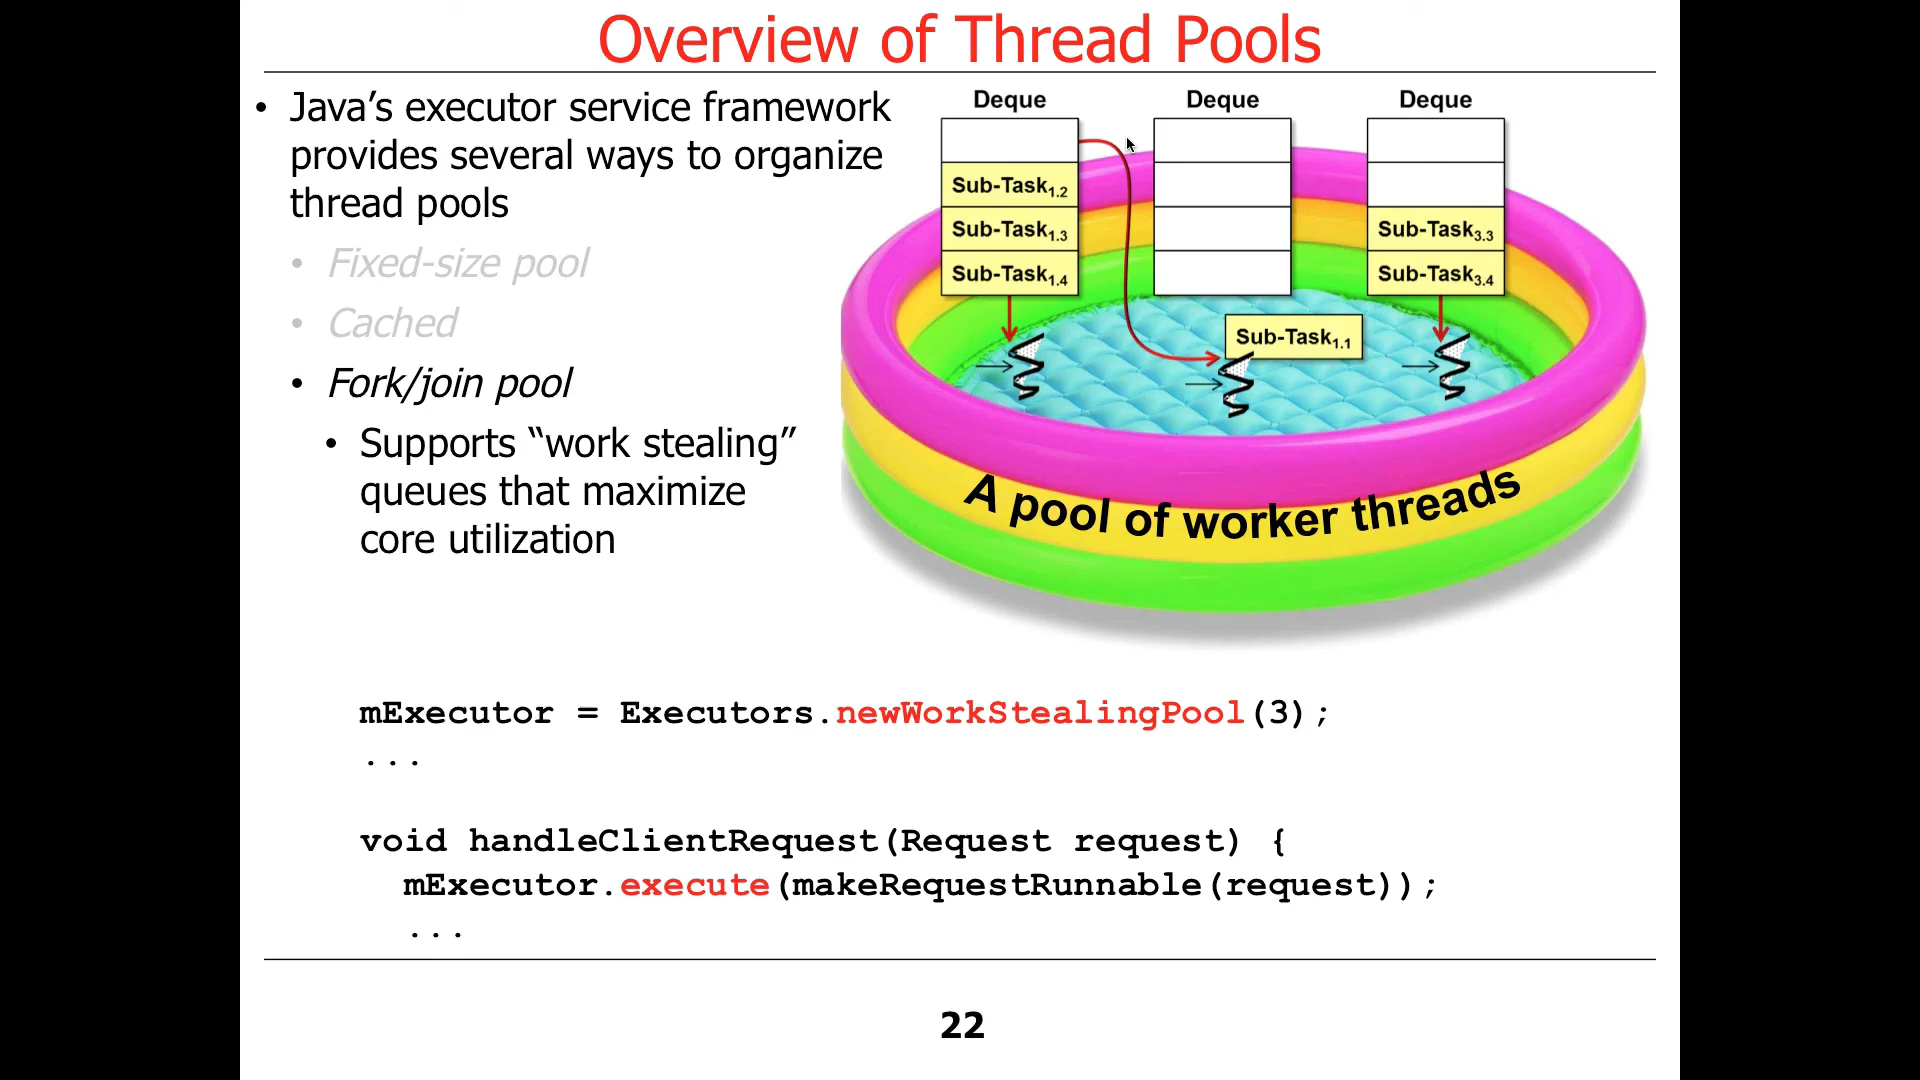 Overview of Thread Pools
• Java’s executor service framework
provides several ways to organize
thread pools
• Fixed-size pool
• Cached
• Fork/join pool
• Supports “work stealing”
queues that maximize
core utilization
Deque
Sub-Task1.2
Sub-Task1.3
Sub-Task1.4
Deque
Sub-Task1.1
Deque
Sub-Task3.3
Sub-Task3.4
A pool of worker threads
mExecutor = Executors.newWorkStealingPool(3);
...
void handleClientRequest(Request request) {
mExecutor.execute(makeRequestRunnable(request));
...
22